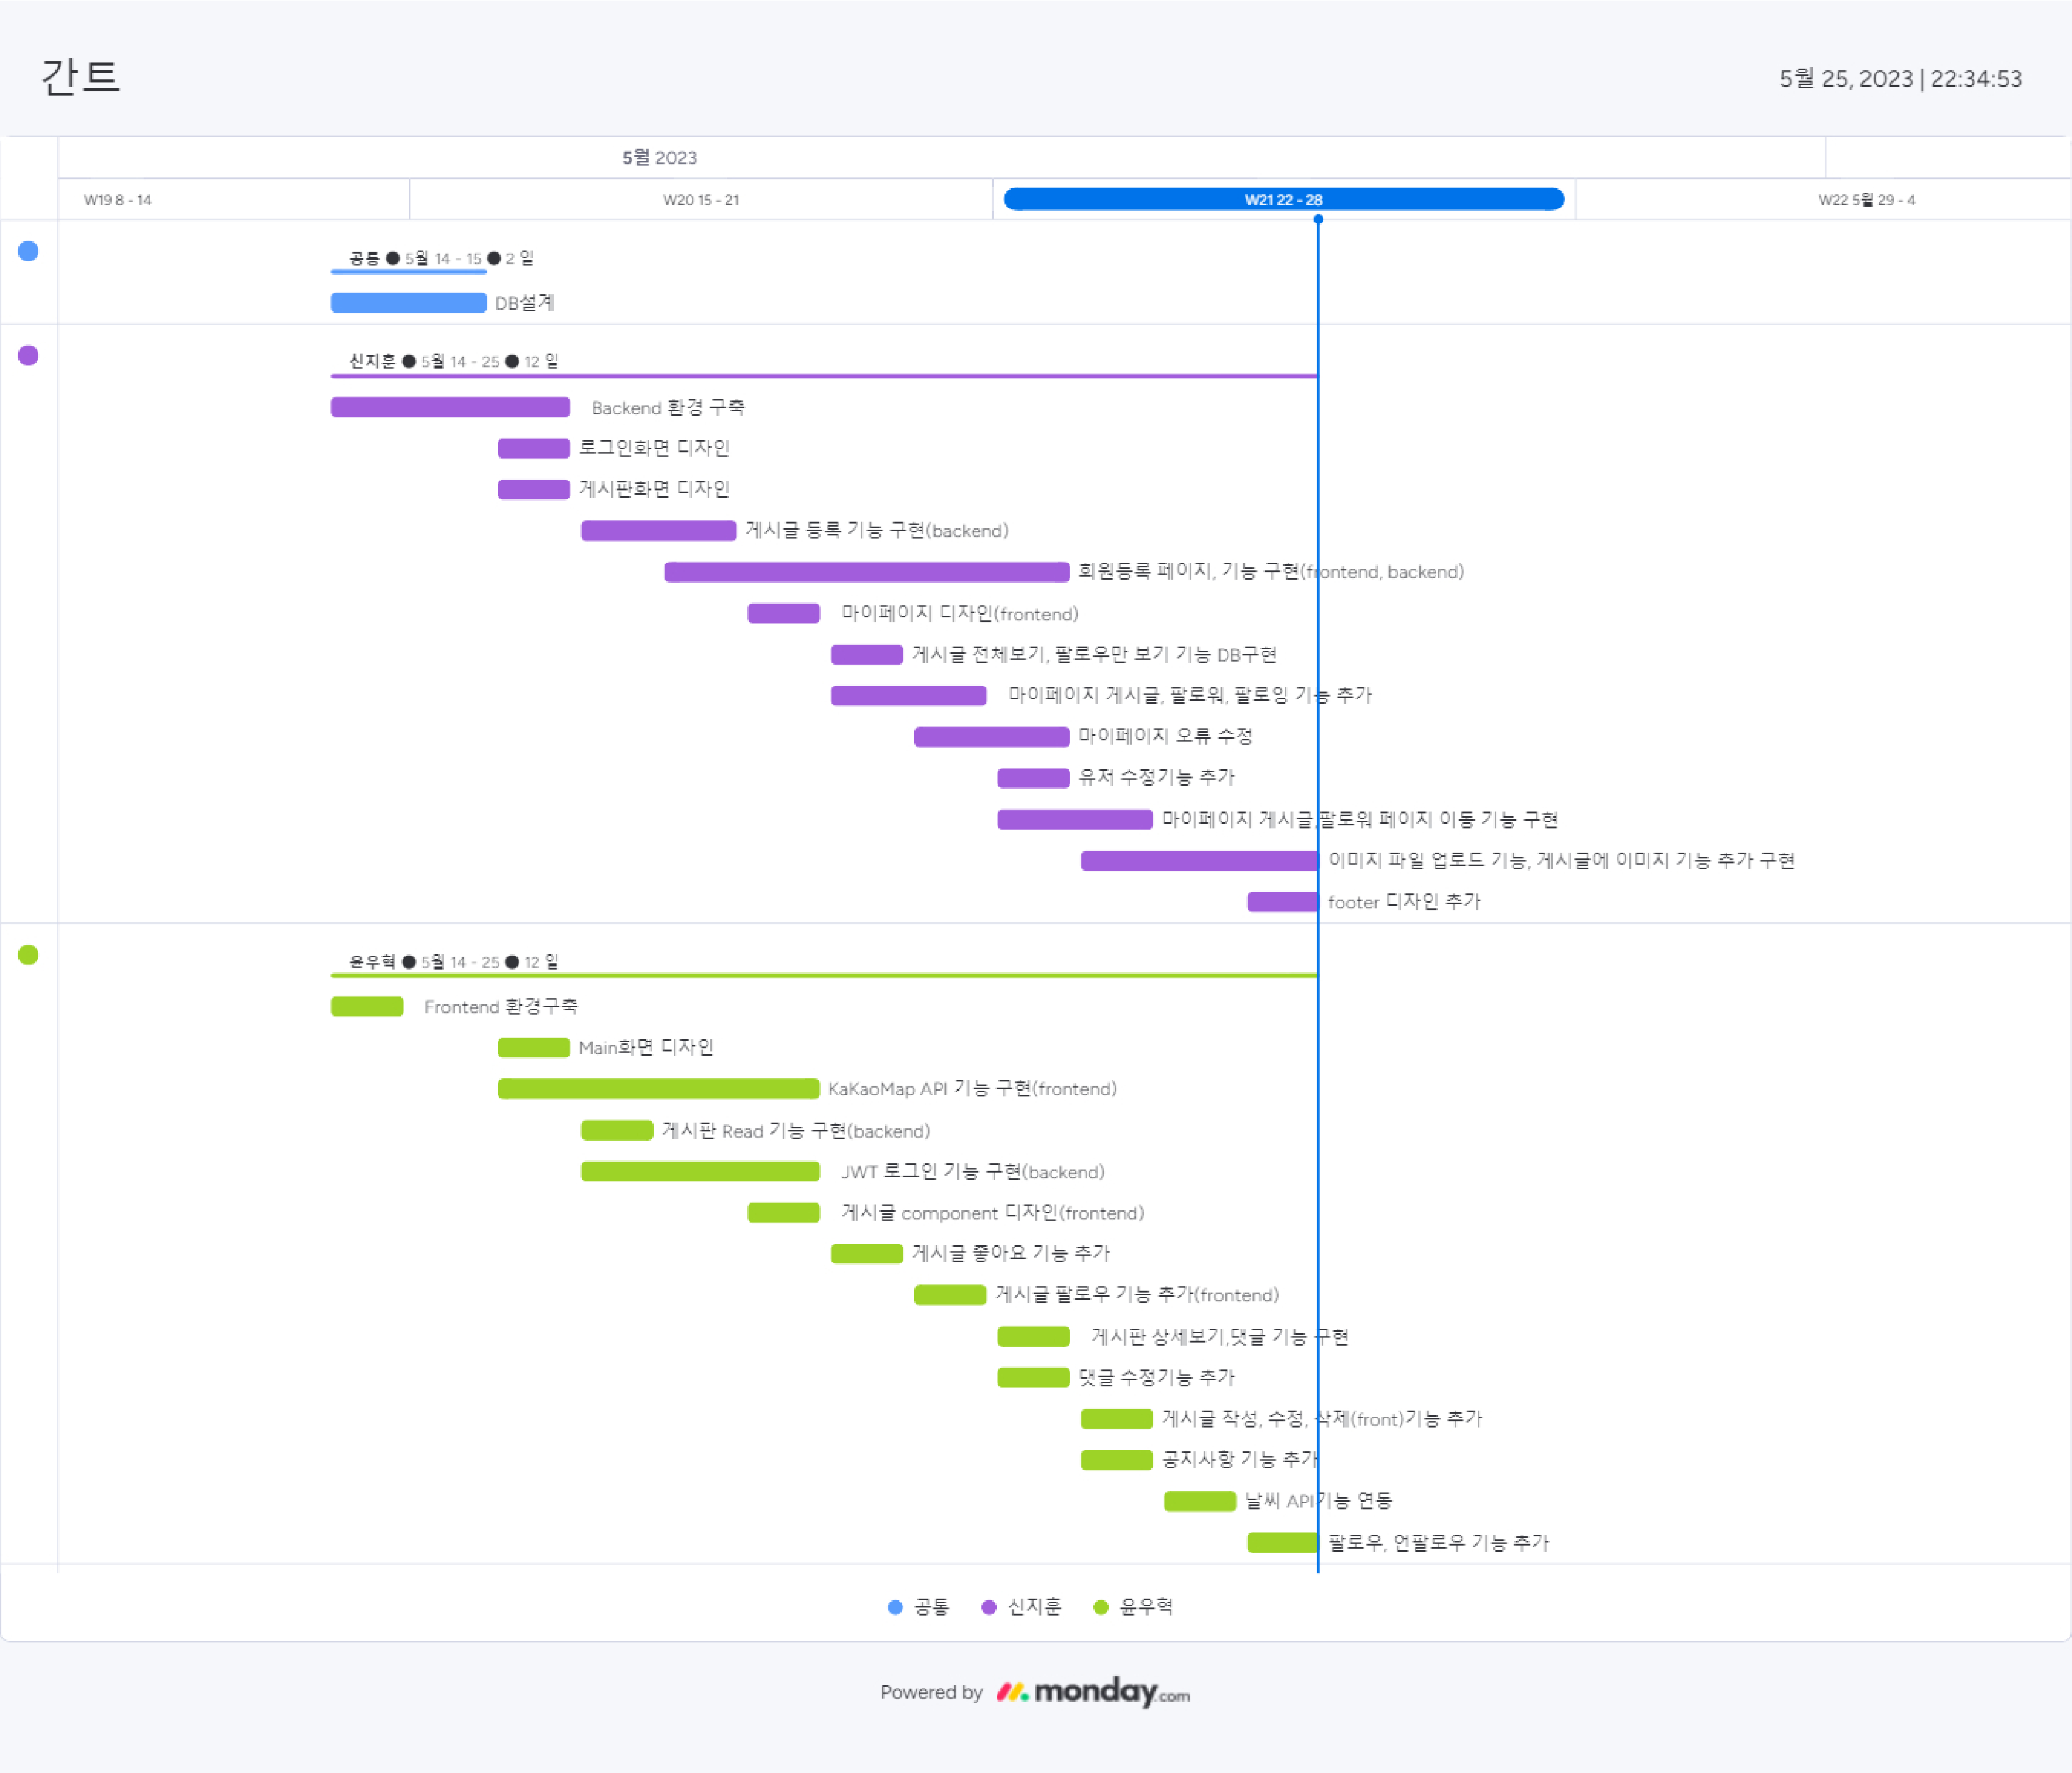 간트
5월 25, 2023 | 22:34:53
5월 2023
W19 8 - 14
W20 15 - 21
W21 22 - 28
W22 5월 29 - 4
공통 ● 5월 14 - 15 ● 2 일
DB설계
신지훈 ● 5월 14 - 25 ● 12 일
Backend 환경 구축
로그인화면 디자인
게시판화면 디자인
게시글 등록 기능 구현(backend)
회원등록 페이지, 기능 구현(frontend, backend)
마이페이지 디자인(frontend)
게시글 전체보기, 팔로우만 보기 기능 DB구현
마이페이지 게시글, 팔로워, 팔로잉 기능 추가
마이페이지 오류 수정
유저 수정기능 추가
마이페이지 게시글,팔로워 페이지 이동 기능 구현
이미지 파일 업로드 기능, 게시글에 이미지 기능 추가 구현
footer 디자인 추가
윤우혁 ● 5월 14 - 25 ● 12 일
Frontend 환경구축
Main화면 디자인
KaKaoMap API 기능 구현(frontend)
게시판 Read 기능 구현(backend)
JWT 로그인 기능 구현(backend)
게시글 component 디자인(frontend)
게시글 좋아요 기능 추가
게시글 팔로우 기능 추가(frontend)
게시판 상세보기,댓글 기능 구현
댓글 수정기능 추가
게시글 작성, 수정, 삭제(front)기능 추가
공지사항 기능 추가
날씨 API기능 연동
팔로우, 언팔로우 기능 추가
공통
신지훈
윤우혁
Powered by monday.com